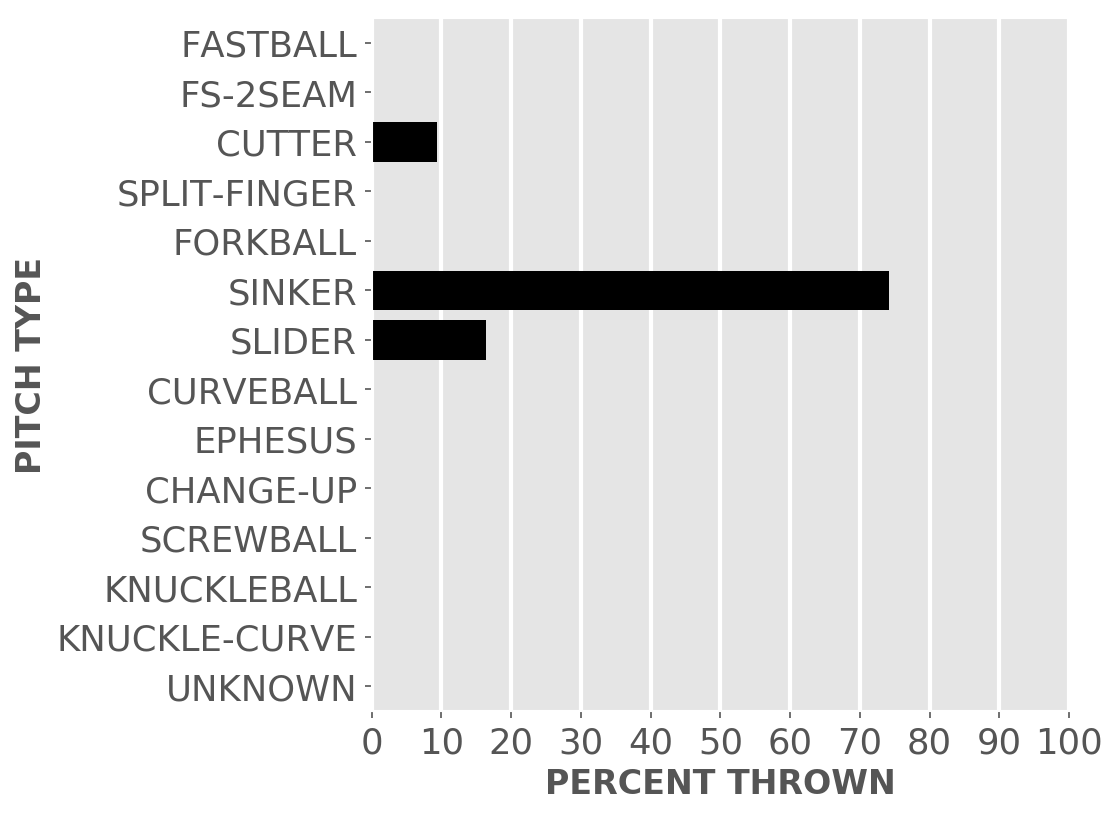 FASTBALL
FS-2SEAM
CUTTER
SPLIT-FINGER
FORKBALL
SINKER
SLIDER
CURVEBALL
EPHESUS
CHANGE-UP
SCREWBALL
KNUCKLEBALL
KNUCKLE-CURVE
UNKNOWN
PITCH TYPE
0 10 20 30 40 50 60 70 80 90 100
PERCENT THROWN